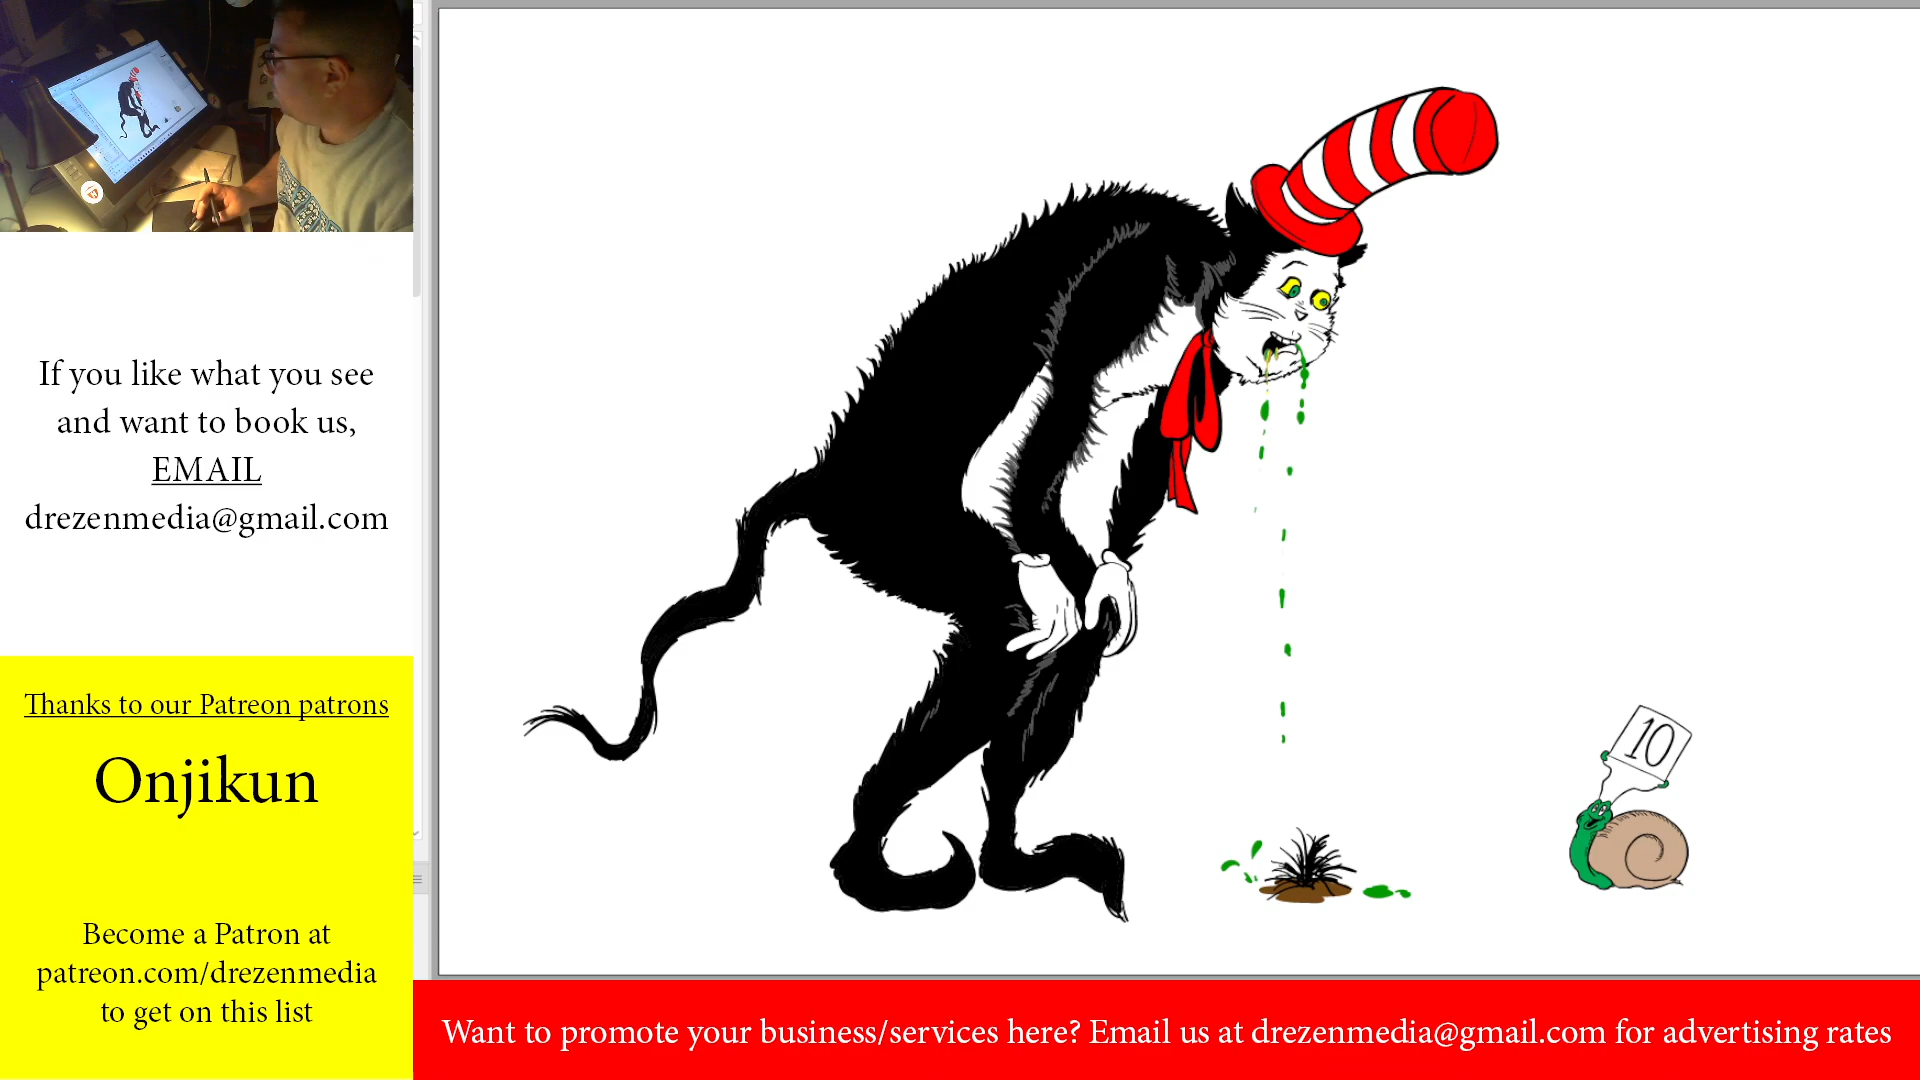 If you like what you see
and want to book us,
EMAIL
drezenmedia@gmail.com
Thanks to our Patreon patrons
Onjikun
Become a Patron at
patreon.com/drezenmedia
to get on this list
10
Want to promote your business/services here? Email us at drezenmedia@gmail.com for advertising rates